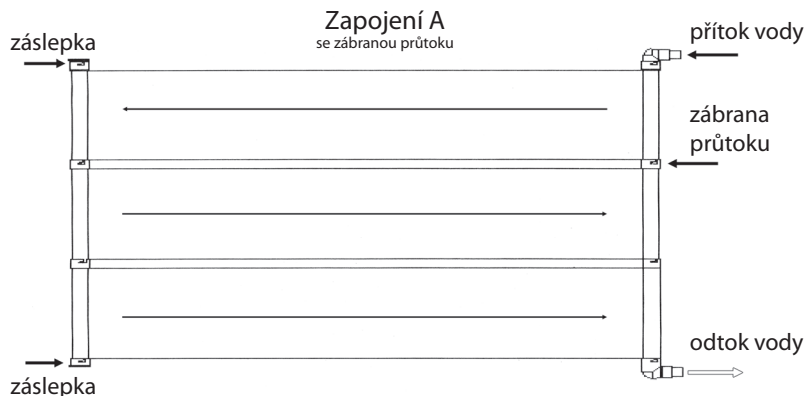 Zapojení A
se zábranou průtoku
záslepka
přítok vody
zábrana
průtoku
odtok vody
záslepka